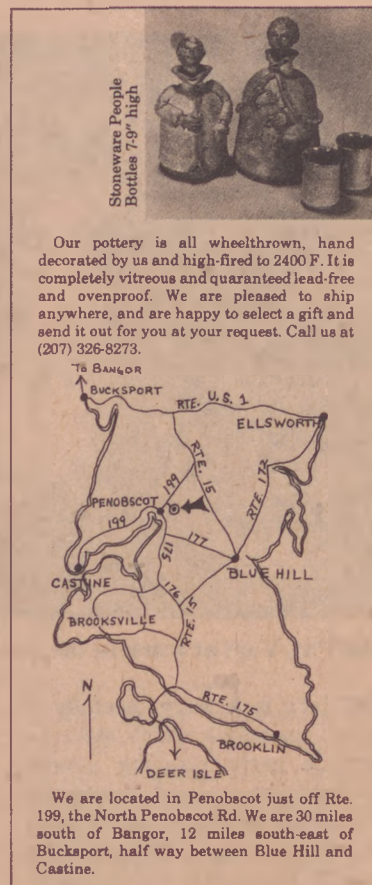 Stoneware People
Bottles 7-9" high
Our pottery is all wheelthrown, hand
decorated by us and high-fired to 2400 F. It is
completely vitreous and quaranteed lead-free
and ovenproof. We are pleased to ship
anywhere, and are happy to select a gift and
send it out for you at your request. Call us at
(207) 326-8273.
TO BANGOR
BUCKSPORT
RTE. U.S. 1
ELLSWORTH
RTE. 15
RTE. 172
199
PENOBSCOT
199
177
175
CASTINE
BLUE HILL
176
BROOKSVILLE
RTE. 15
N
RTE. 175
BROOKLIN
DEER ISLE
We are located in Penobscot just off Rte.
199, the North Penobscot Rd. We are 30 miles
south of Bangor, 12 miles south-east of
Bucksport, half way between Blue Hill and
Castine.